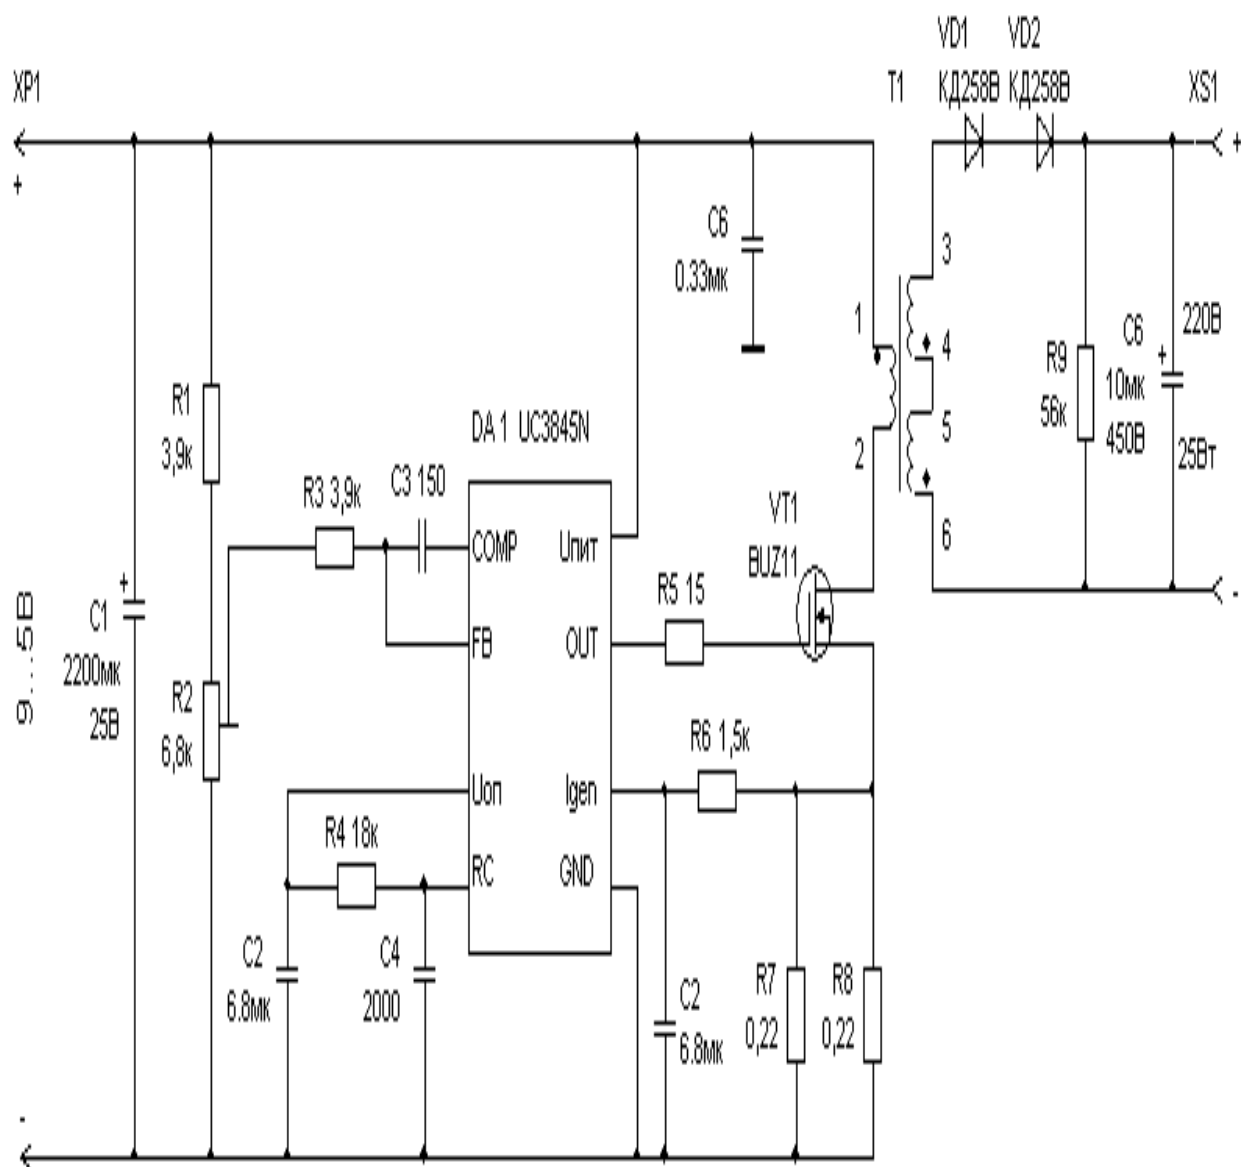 VD1 VD2
XP1
T1
КД258В КД258В
XS1
+
+
C6
0.33мк
3
1
4
220В
C6
R9
10мк
56к
450В
R1
3,9к
DA 1 UC3845N
2
5
25Вт
R3 3,9к
C3 150
VT1
BUZ11
6
COMP
Uпит
-
R5 15
+
C1
2200мк
25В
9...5В
FB
OUT
R2
6,8к
R6 1,5к
Uоп
Igen
R4 18к
RC
GND
C2
6.8мк
C4
2000
C2
6.8мк
R7
0,22
R8
0,22
-
+